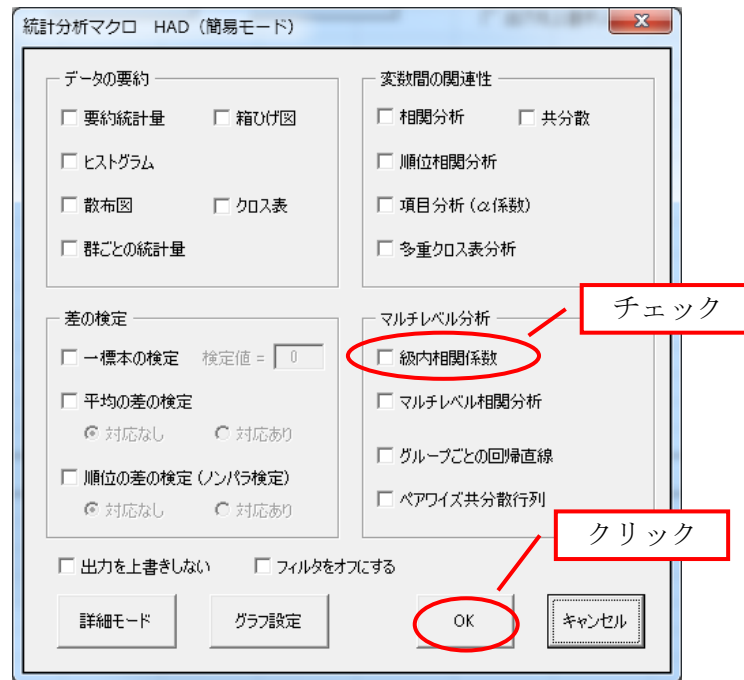 統計分析マクロ HAD（簡易モード）
データの要約
要約統計量 箱ひげ図
ヒストグラム
散布図 クロス表
群ごとの統計量
変数間の関連性
相関分析 共分散
順位相関分析
項目分析（α係数）
多重クロス表分析
チェック
差の検定
一標本の検定 検定値 = 0
平均の差の検定
対応なし 対応あり
順位の差の検定（ノンパラ検定）
対応なし 対応あり
マルチレベル分析
級内相関係数
マルチレベル相関分析
グループごとの回帰直線
ペアワイズ共分散行列
クリック
出力を上書きしない フィルタをオフにする
詳細モード グラフ設定 OK キャンセル